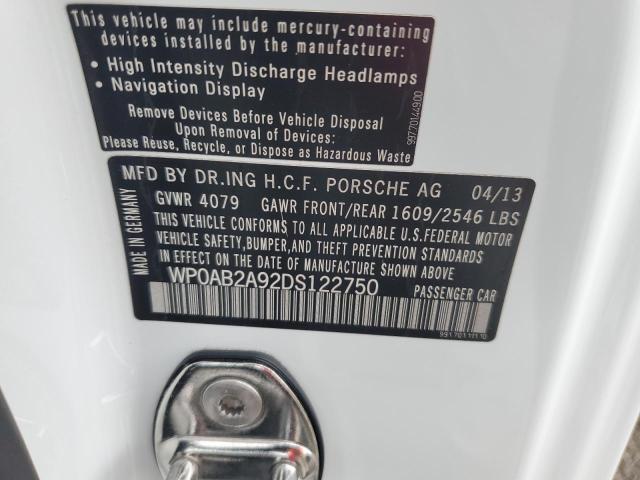 This vehicle may include mercury-containing
devices installed by the manufacturer:
• High Intensity Discharge Headlamps
• Navigation Display
Remove Devices Before Vehicle Disposal
Upon Removal of Devices:
Please Reuse, Recycle, or Dispose as Hazardous Waste
99770144900
MADE IN GERMANY
MFD BY DR.ING H.C.F. PORSCHE AG 04/13
GVWR 4079 GAWR FRONT/REAR 1609/2546 LBS
THIS VEHICLE CONFORMS TO ALL APPLICABLE U.S.FEDERAL MOTOR
VEHICLE SAFETY,BUMPER,AND THEFT PREVENTION STANDARDS
IN EFFECT ON THE DATE OF MANUFACTURE SHOWN ABOVE.
WP0AB2A92DS122750 PASSENGER CAR
99170111110